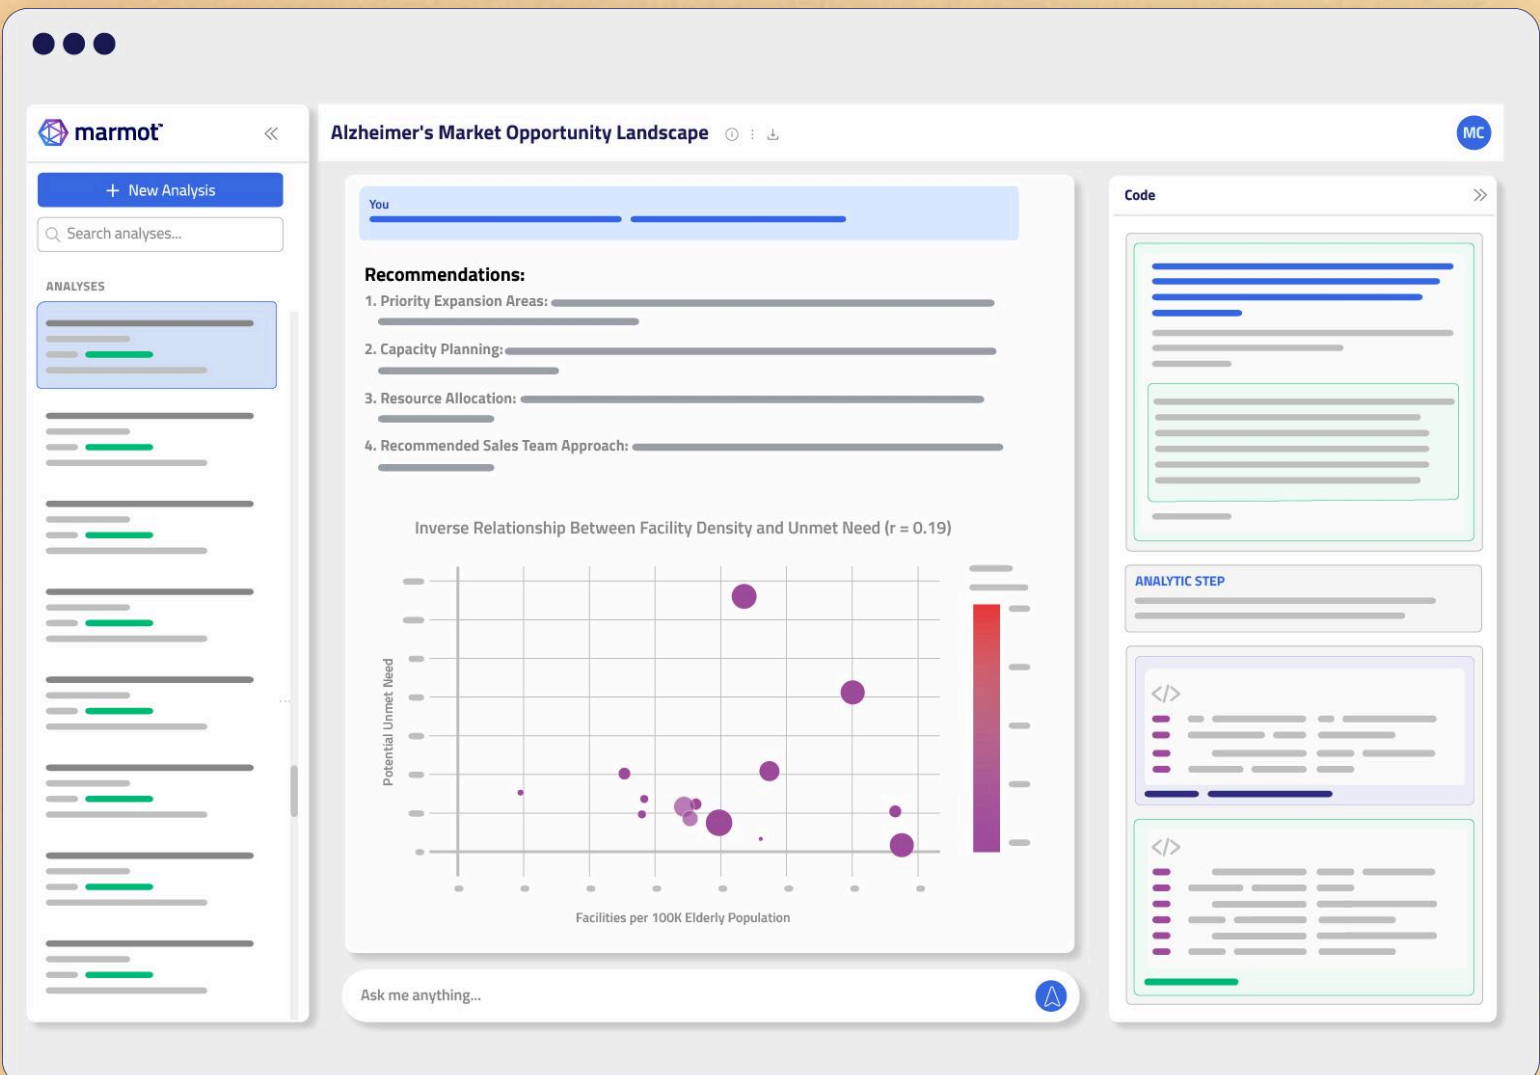 marmot™
Alzheimer's Market Opportunity Landscape
MC
+ New Analysis
Search analyses...
ANALYSES
You
Recommendations:
1. Priority Expansion Areas:
2. Capacity Planning:
3. Resource Allocation:
4. Recommended Sales Team Approach:
Inverse Relationship Between Facility Density and Unmet Need (r = 0.19)
Potential Unmet Need
Facilities per 100K Elderly Population
Ask me anything...
Code
ANALYTIC STEP
</>
</>